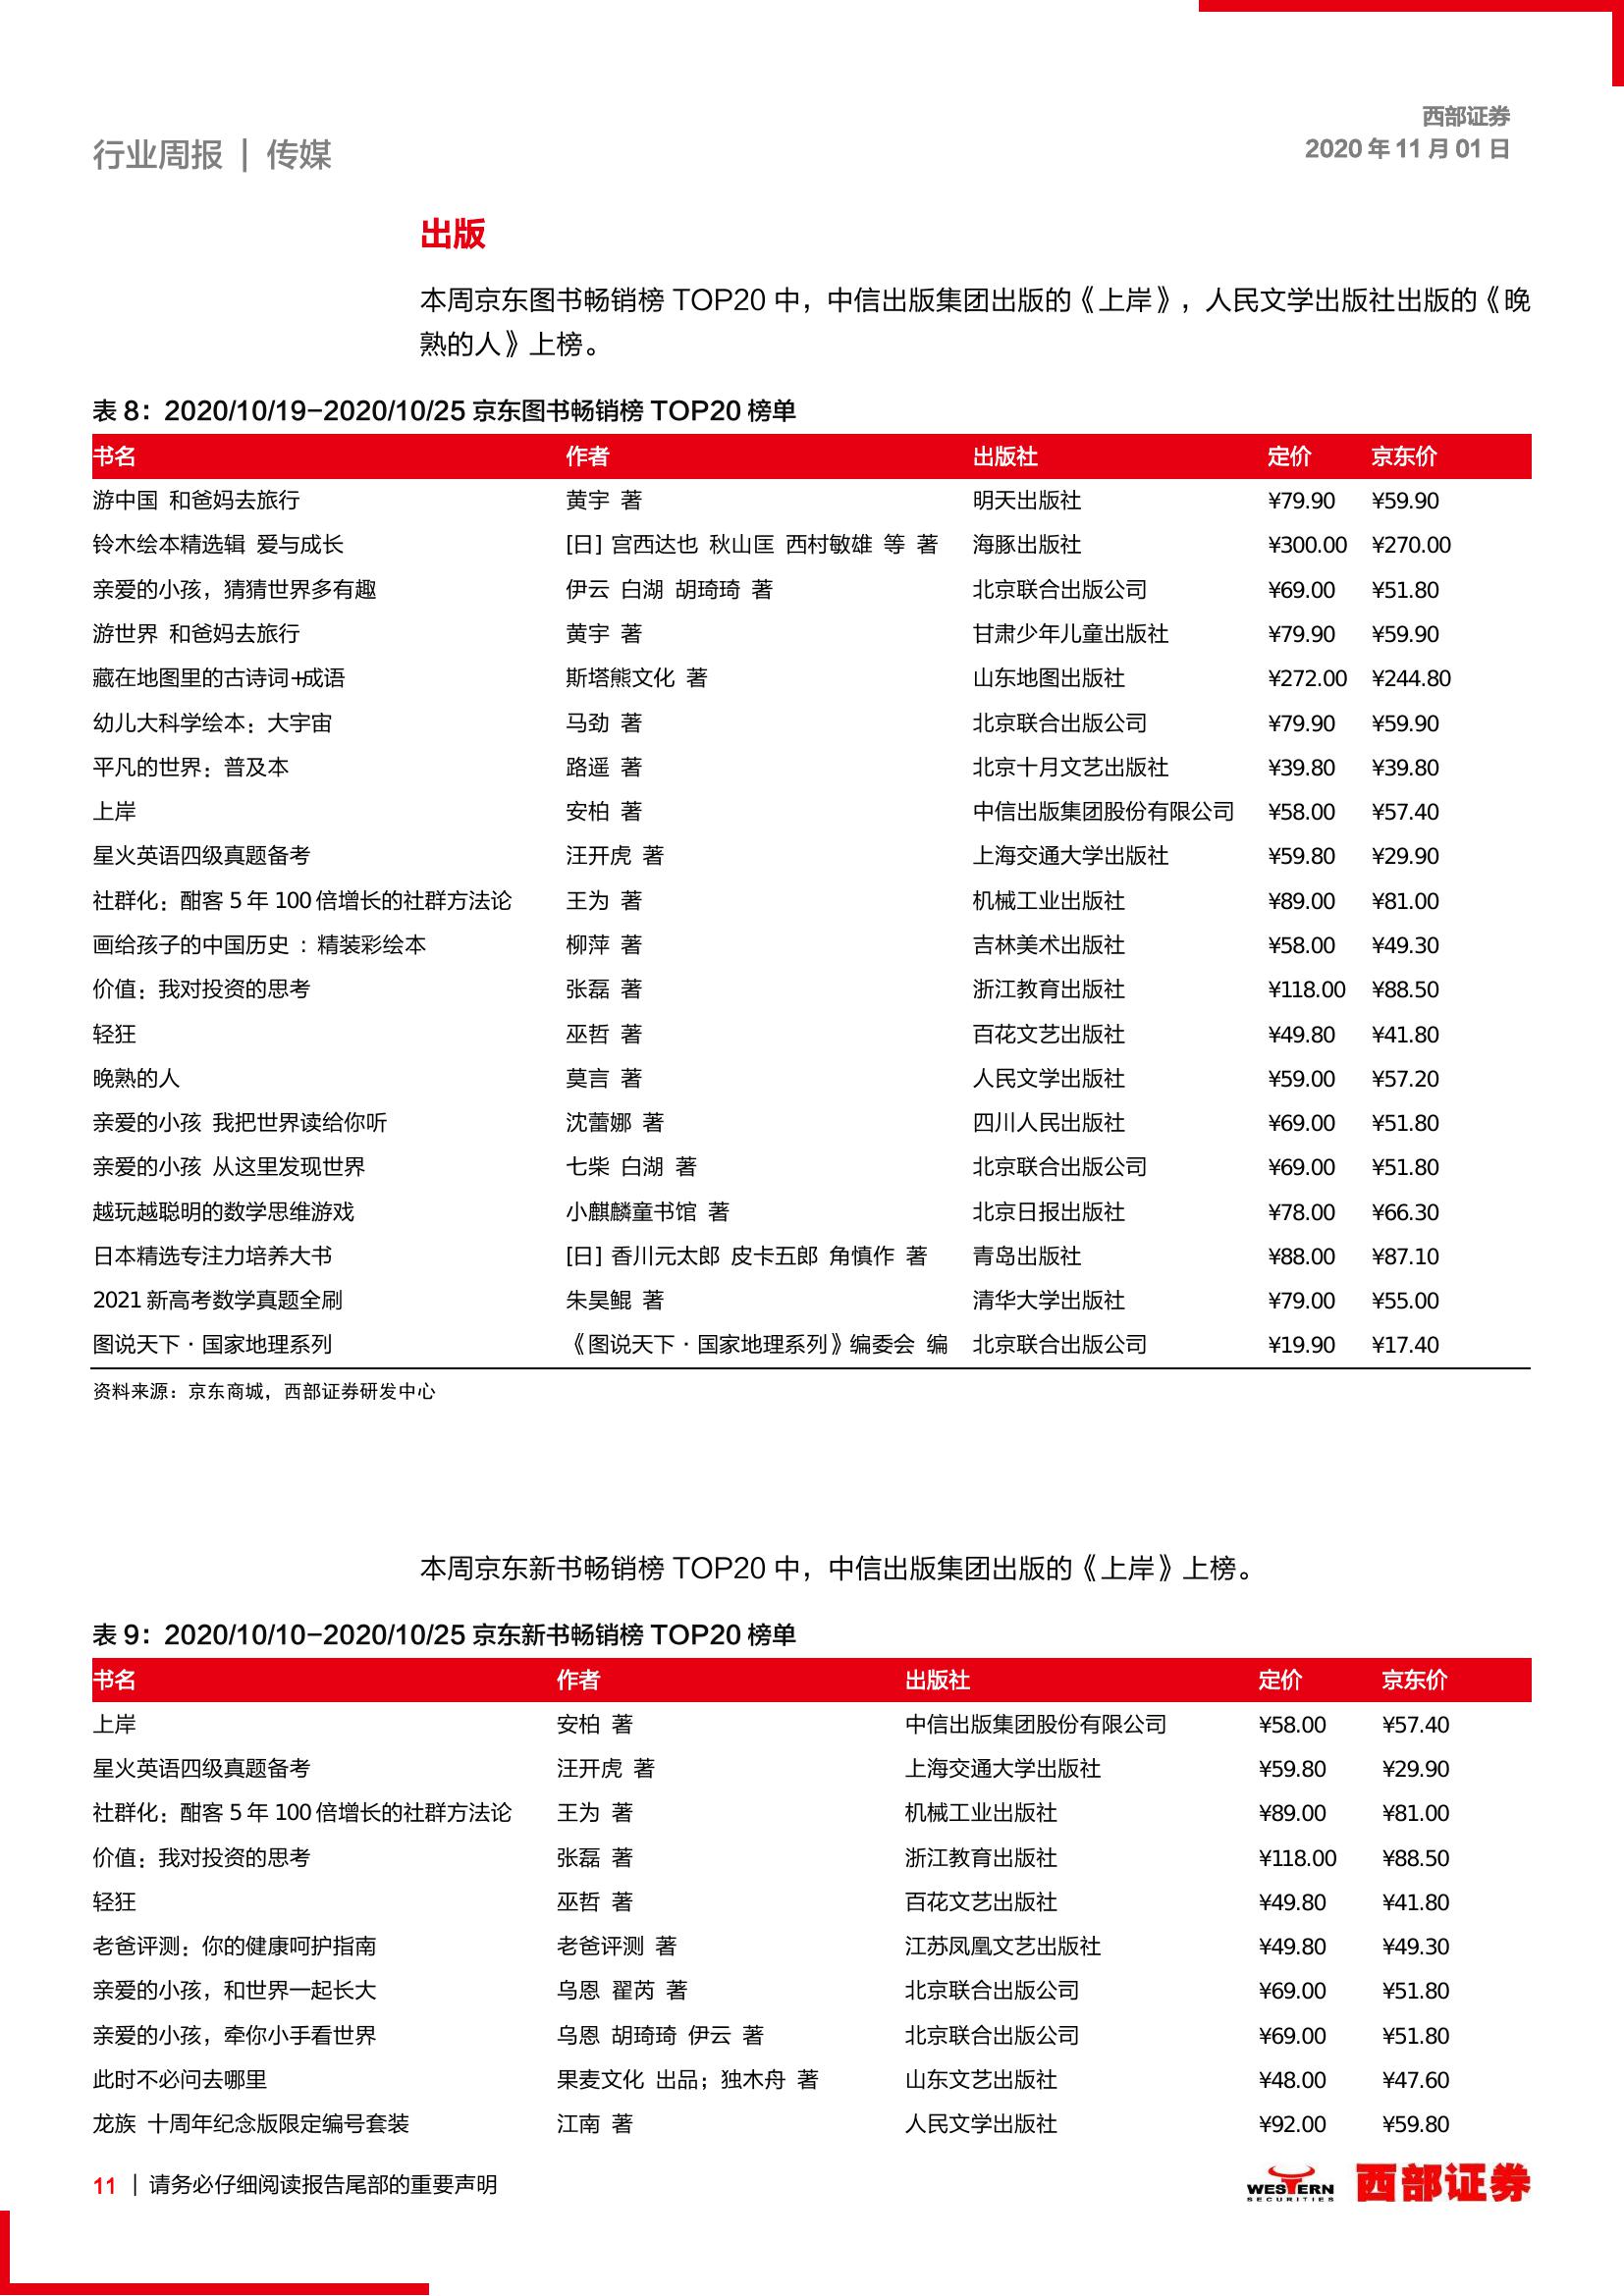 西部证券
行业周报 | 传媒
2020 年 11 月 01 日
出版
本周京东图书畅销榜 TOP20 中，中信出版集团出版的《上岸》，人民文学出版社出版的《晚
熟的人》上榜。
表 8：2020/10/19-2020/10/25 京东图书畅销榜 TOP20 榜单
书名 作者 出版社 定价 京东价
游中国 和爸妈去旅行 黄宇 著 明天出版社 ¥79.90 ¥59.90
铃木绘本精选辑 爱与成长 [日] 宫西达也 秋山匡 西村敏雄 等 著 海豚出版社 ¥300.00 ¥270.00
亲爱的小孩，猜猜世界多有趣 伊云 白湖 胡琦琦 著 北京联合出版公司 ¥69.00 ¥51.80
游世界 和爸妈去旅行 黄宇 著 甘肃少年儿童出版社 ¥79.90 ¥59.90
藏在地图里的古诗词+成语 斯塔熊文化 著 山东地图出版社 ¥272.00 ¥244.80
幼儿大科学绘本：大宇宙 马劲 著 北京联合出版公司 ¥79.90 ¥59.90
平凡的世界：普及本 路遥 著 北京十月文艺出版社 ¥39.80 ¥39.80
上岸 安柏 著 中信出版集团股份有限公司 ¥58.00 ¥57.40
星火英语四级真题备考 汪开虎 著 上海交通大学出版社 ¥59.80 ¥29.90
社群化：酣客 5 年 100 倍增长的社群方法论 王为 著 机械工业出版社 ¥89.00 ¥81.00
画给孩子的中国历史 : 精装彩绘本 柳萍 著 吉林美术出版社 ¥58.00 ¥49.30
价值：我对投资的思考 张磊 著 浙江教育出版社 ¥118.00 ¥88.50
轻狂 巫哲 著 百花文艺出版社 ¥49.80 ¥41.80
晚熟的人 莫言 著 人民文学出版社 ¥59.00 ¥57.20
亲爱的小孩 我把世界读给你听 沈蕾娜 著 四川人民出版社 ¥69.00 ¥51.80
亲爱的小孩 从这里发现世界 七柴 白湖 著 北京联合出版公司 ¥69.00 ¥51.80
越玩越聪明的数学思维游戏 小麒麟童书馆 著 北京日报出版社 ¥78.00 ¥66.30
日本精选专注力培养大书 [日] 香川元太郎 皮卡五郎 角慎作 著 青岛出版社 ¥88.00 ¥87.10
2021 新高考数学真题全刷 朱昊鲲 著 清华大学出版社 ¥79.00 ¥55.00
图说天下·国家地理系列 《图说天下·国家地理系列》编委会 编 北京联合出版公司 ¥19.90 ¥17.40
资料来源：京东商城，西部证券研发中心
本周京东新书畅销榜 TOP20 中，中信出版集团出版的《上岸》上榜。
表 9：2020/10/10-2020/10/25 京东新书畅销榜 TOP20 榜单
书名 作者 出版社 定价 京东价
上岸 安柏 著 中信出版集团股份有限公司 ¥58.00 ¥57.40
星火英语四级真题备考 汪开虎 著 上海交通大学出版社 ¥59.80 ¥29.90
社群化：酣客 5 年 100 倍增长的社群方法论 王为 著 机械工业出版社 ¥89.00 ¥81.00
价值：我对投资的思考 张磊 著 浙江教育出版社 ¥118.00 ¥88.50
轻狂 巫哲 著 百花文艺出版社 ¥49.80 ¥41.80
老爸评测：你的健康呵护指南 老爸评测 著 江苏凤凰文艺出版社 ¥49.80 ¥49.30
亲爱的小孩，和世界一起长大 乌恩 翟芮 著 北京联合出版公司 ¥69.00 ¥51.80
亲爱的小孩，牵你小手看世界 乌恩 胡琦琦 伊云 著 北京联合出版公司 ¥69.00 ¥51.80
此时不必问去哪里 果麦文化 出品；独木舟 著 山东文艺出版社 ¥48.00 ¥47.60
龙族 十周年纪念版限定编号套装 江南 著 人民文学出版社 ¥92.00 ¥59.80
11 | 请务必仔细阅读报告尾部的重要声明
WESTERN
SECURITIES
西部证券